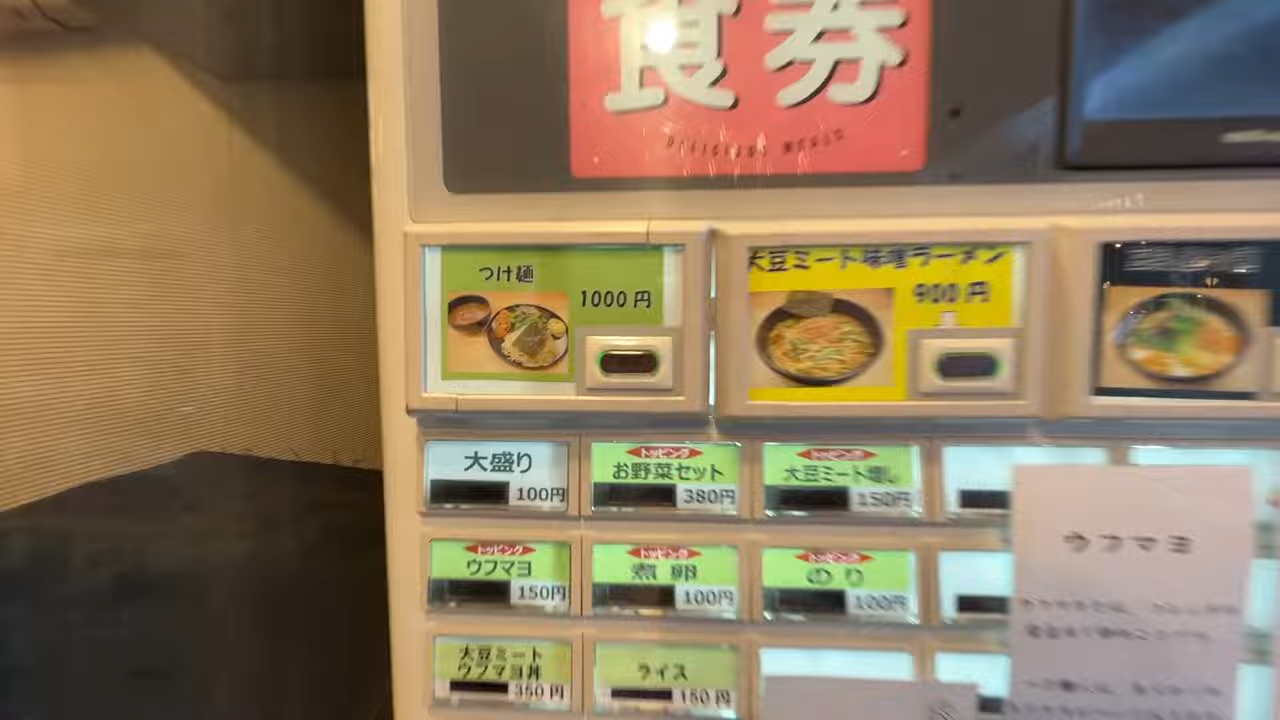 食券
つけ麺
1000円
大豆ミート味噌ラーメン
900円
大盛り
100円
トッピング
お野菜セット
380円
トッピング
大豆ミート増し
150円
トッピング
ウフマヨ
150円
トッピング
煮卵
100円
トッピング
のり
100円
大豆ミート
ウフマヨ丼
350円
ライス
150円
ウフマヨ